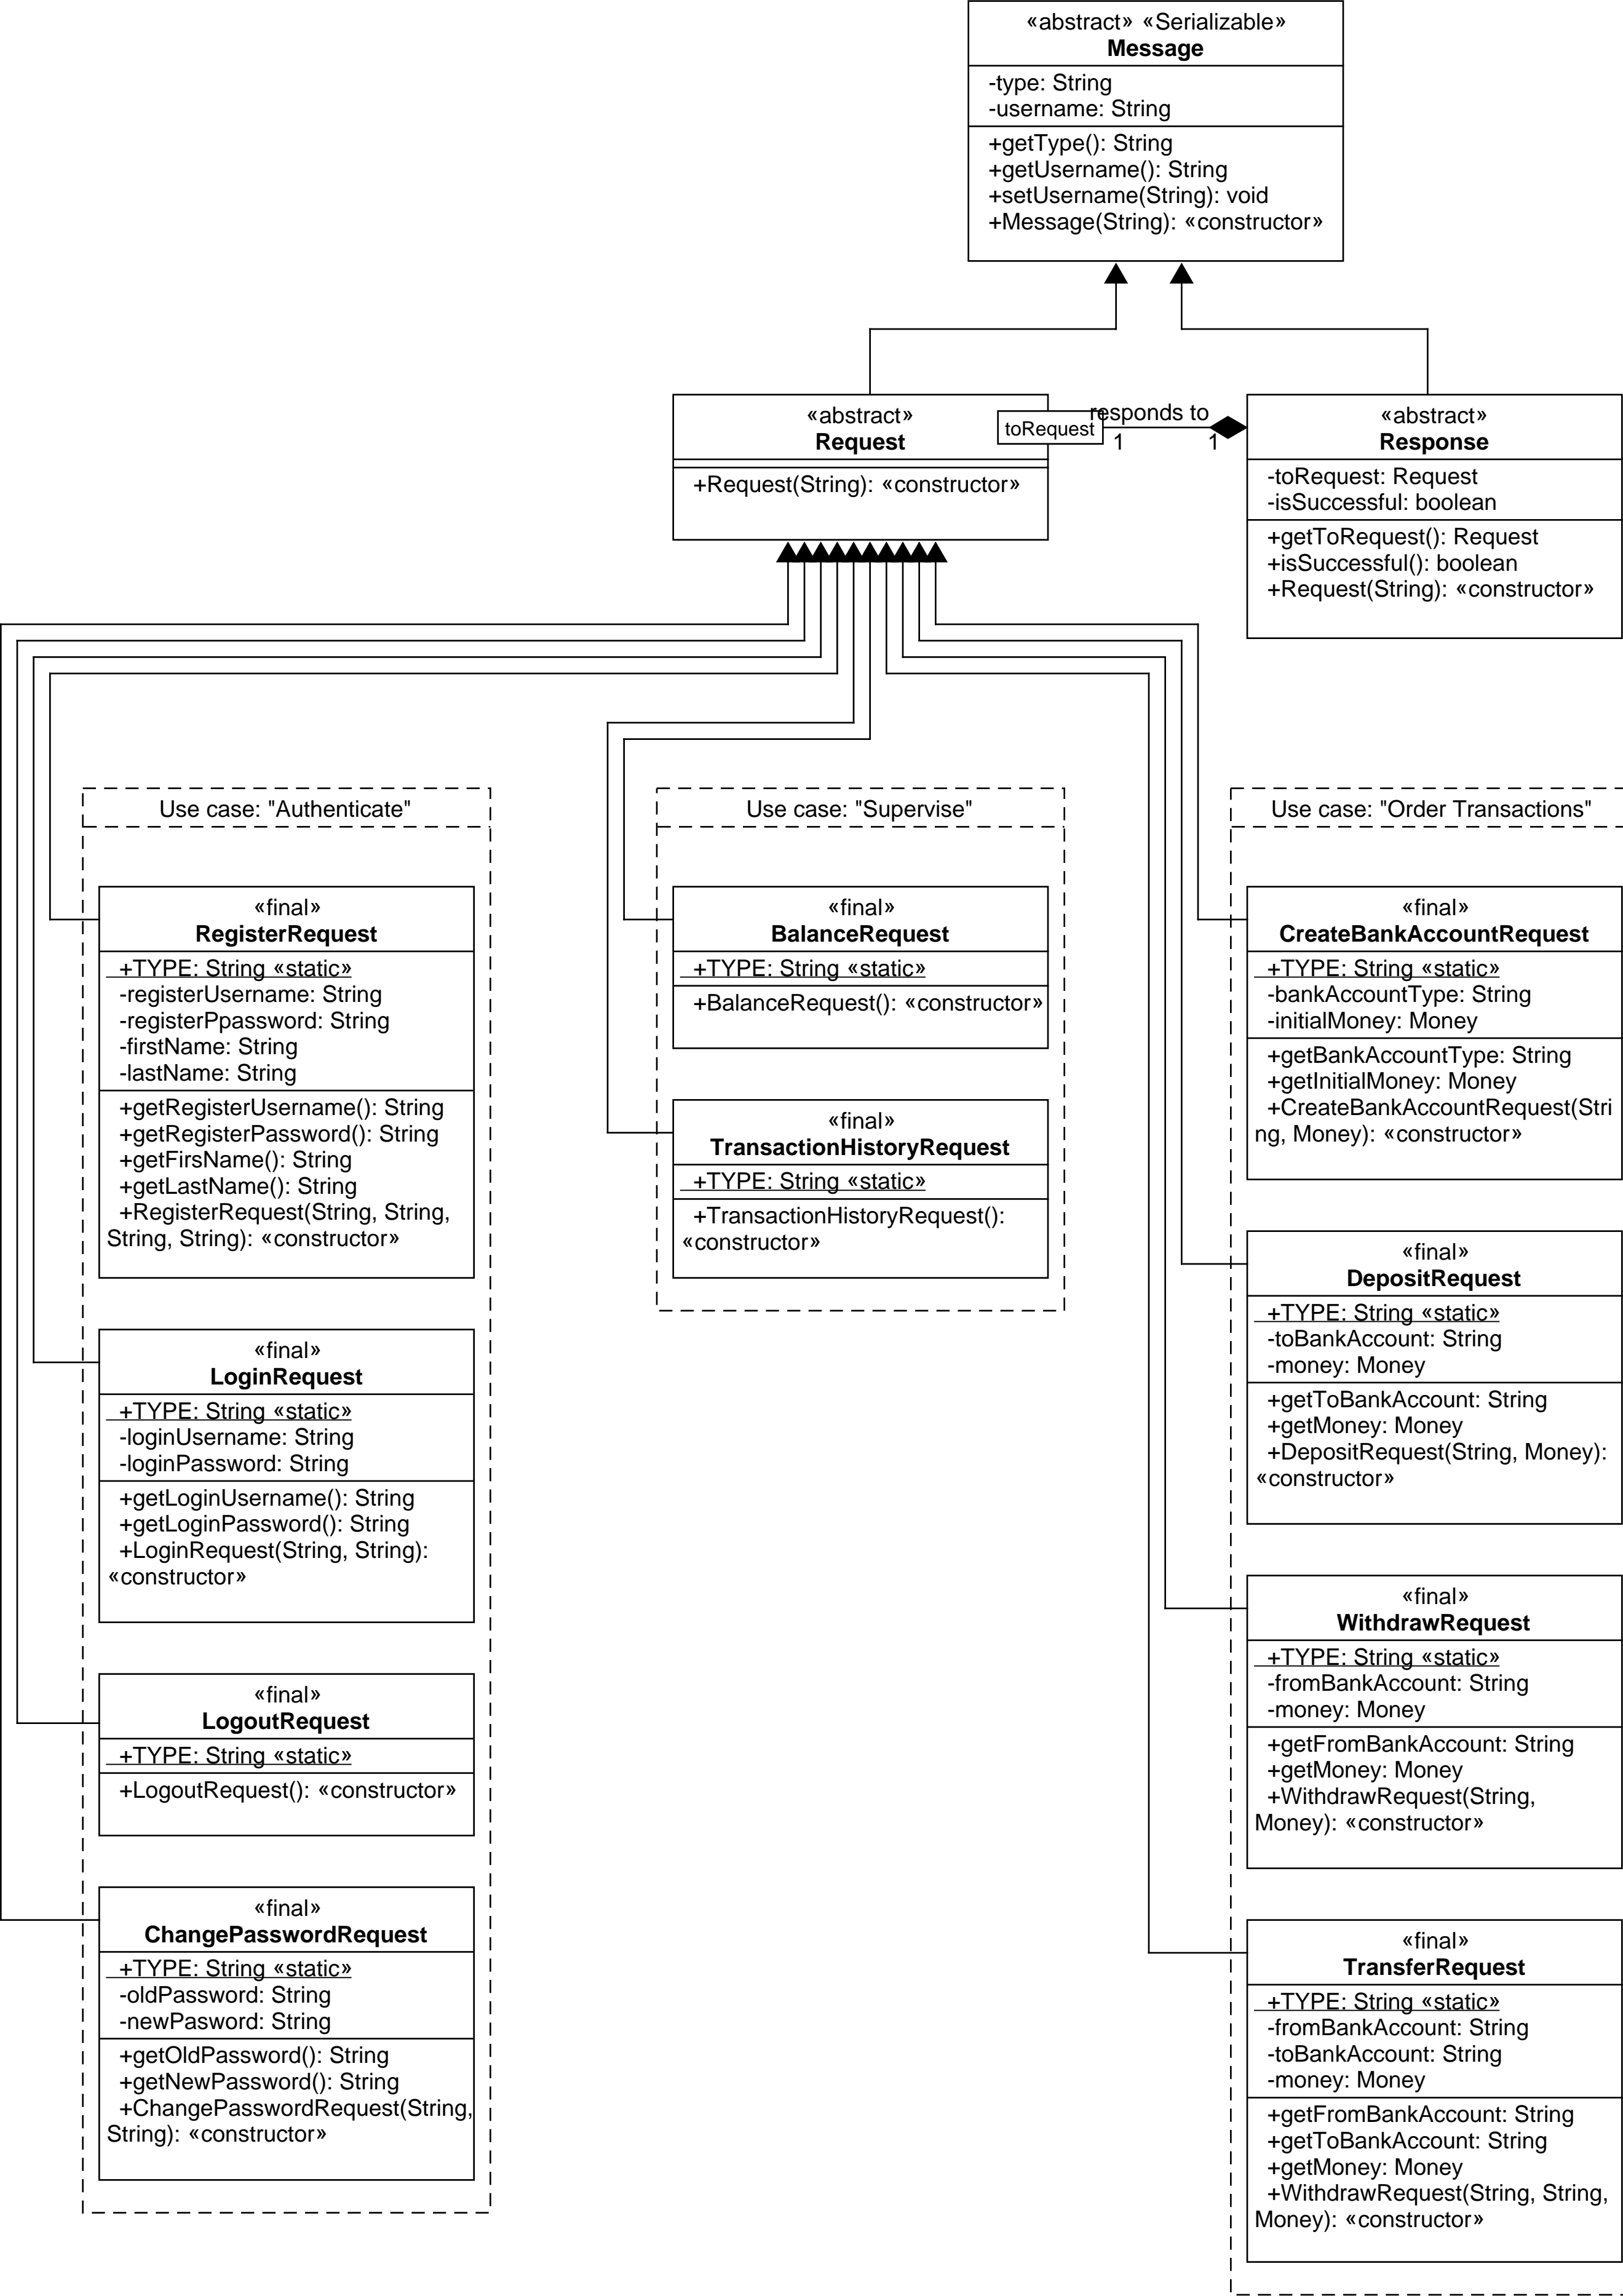 «abstract» «Serializable»
Message
-type: String
-username: String
+getType(): String
+getUsername(): String
+setUsername(String): void
+Message(String): «constructor»
«abstract»
Request
+Request(String): «constructor»
toRequest
responds to
1
1
«abstract»
Response
-toRequest: Request
-isSuccessful: boolean
+getToRequest(): Request
+isSuccessful(): boolean
+Request(String): «constructor»
Use case: "Authenticate"
«final»
RegisterRequest
+TYPE: String «static»
-registerUsername: String
-registerPpassword: String
-firstName: String
-lastName: String
+getRegisterUsername(): String
+getRegisterPassword(): String
+getFirsName(): String
+getLastName(): String
+RegisterRequest(String, String,
String, String): «constructor»
«final»
LoginRequest
+TYPE: String «static»
-loginUsername: String
-loginPassword: String
+getLoginUsername(): String
+getLoginPassword(): String
+LoginRequest(String, String):
«constructor»
«final»
LogoutRequest
+TYPE: String «static»
+LogoutRequest(): «constructor»
«final»
ChangePasswordRequest
+TYPE: String «static»
-oldPassword: String
-newPasword: String
+getOldPassword(): String
+getNewPassword(): String
+ChangePasswordRequest(String,
String): «constructor»
Use case: "Supervise"
«final»
BalanceRequest
+TYPE: String «static»
+BalanceRequest(): «constructor»
«final»
TransactionHistoryRequest
+TYPE: String «static»
+TransactionHistoryRequest():
«constructor»
Use case: "Order Transactions"
«final»
CreateBankAccountRequest
+TYPE: String «static»
-bankAccountType: String
-initialMoney: Money
+getBankAccountType: String
+getInitialMoney: Money
+CreateBankAccountRequest(Stri
ng, Money): «constructor»
«final»
DepositRequest
+TYPE: String «static»
-toBankAccount: String
-money: Money
+getToBankAccount: String
+getMoney: Money
+DepositRequest(String, Money):
«constructor»
«final»
WithdrawRequest
+TYPE: String «static»
-fromBankAccount: String
-money: Money
+getFromBankAccount: String
+getMoney: Money
+WithdrawRequest(String,
Money): «constructor»
«final»
TransferRequest
+TYPE: String «static»
-fromBankAccount: String
-toBankAccount: String
-money: Money
+getFromBankAccount: String
+getToBankAccount: String
+getMoney: Money
+WithdrawRequest(String, String,
Money): «constructor»